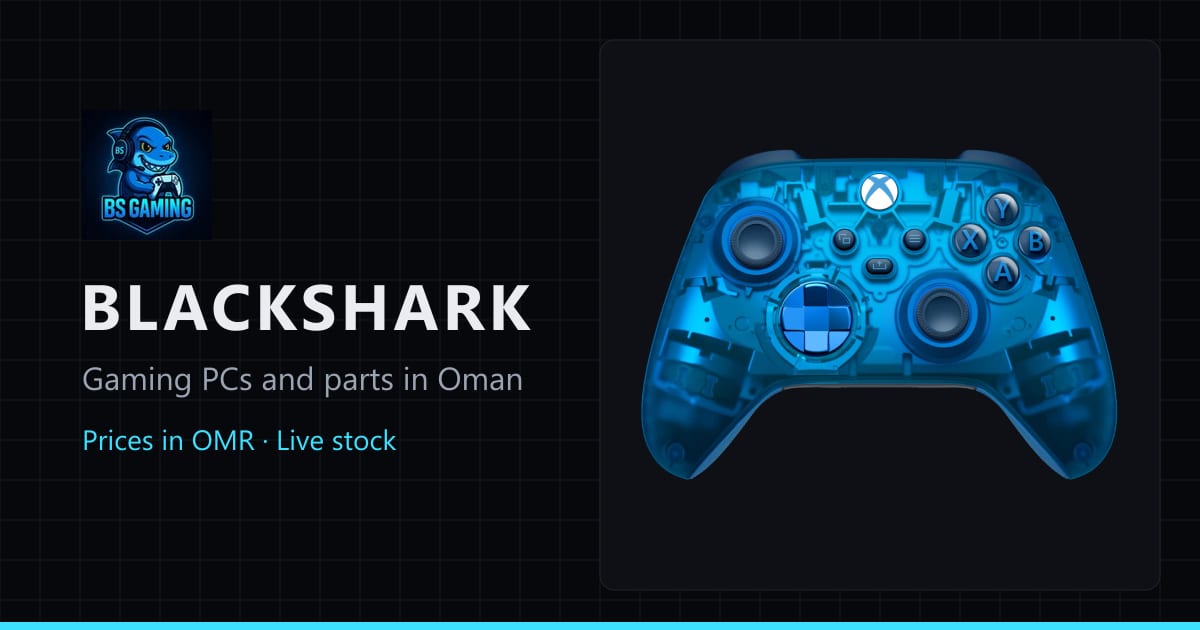 BS
BS GAMING
BLACKSHARK
Gaming PCs and parts in Oman
Prices in OMR · Live stock
Y
X
B
A